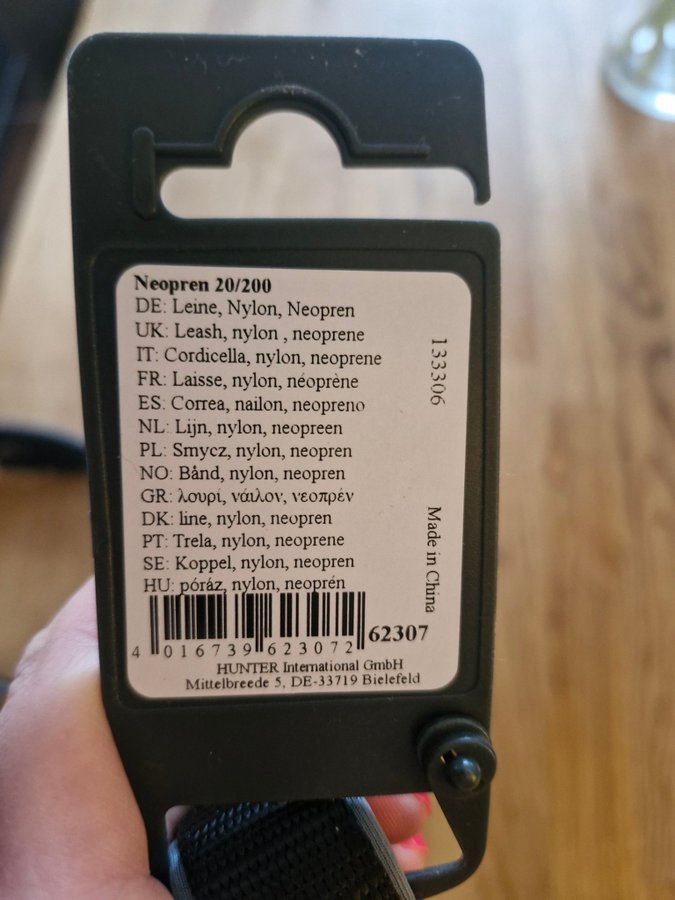 Neopren 20/200
DE: Leine, Nylon, Neopren
UK: Leash, nylon , neoprene
IT: Cordicella, nylon, neoprene
FR: Laisse, nylon, néoprène
ES: Correa, nailon, neopreno
NL: Lijn, nylon, neopreen
PL: Smycz, nylon, neopren
NO: Bånd, nylon, neopren
GR: λουρί, νάιλον, νεοπρέν
DK: line, nylon, neopren
PT: Trela, nylon, neoprene
SE: Koppel, nylon, neopren
HU: póráz, nylon, neoprén
133306
Made in China
4 016739 623072
62307
HUNTER International GmbH
Mittelbreede 5, DE-33719 Bielefeld